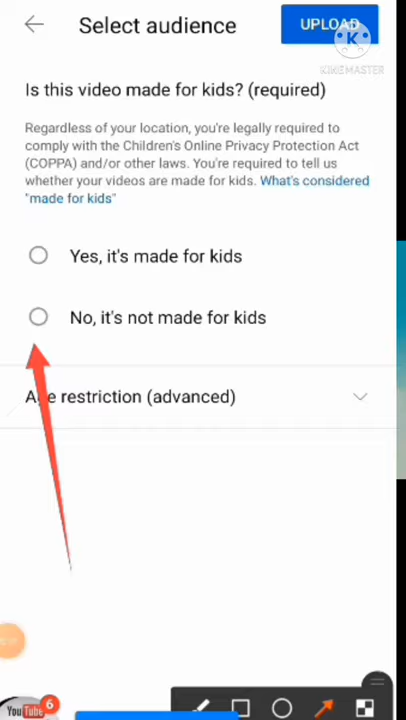 Select audience
UPLOAD
KINEMASTER
Is this video made for kids? (required)
Regardless of your location, you're legally required to
comply with the Children's Online Privacy Protection Act
(COPPA) and/or other laws. You're required to tell us
whether your videos are made for kids. What's considered
"made for kids"
Yes, it's made for kids
No, it's not made for kids
Age restriction (advanced)
YouTube
6